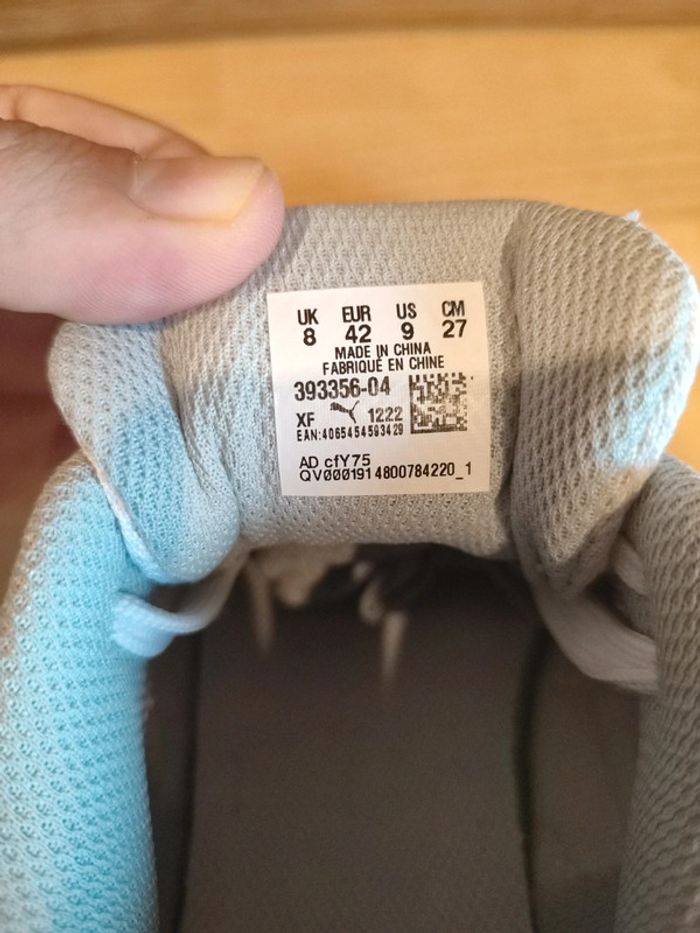 UK EUR US CM
8 42 9 27
MADE IN CHINA
FABRIQUÉ EN CHINE
393356-04
XF 1222
EAN:4065454593429
AD cfY75
QVØØØ191 4800784220_1